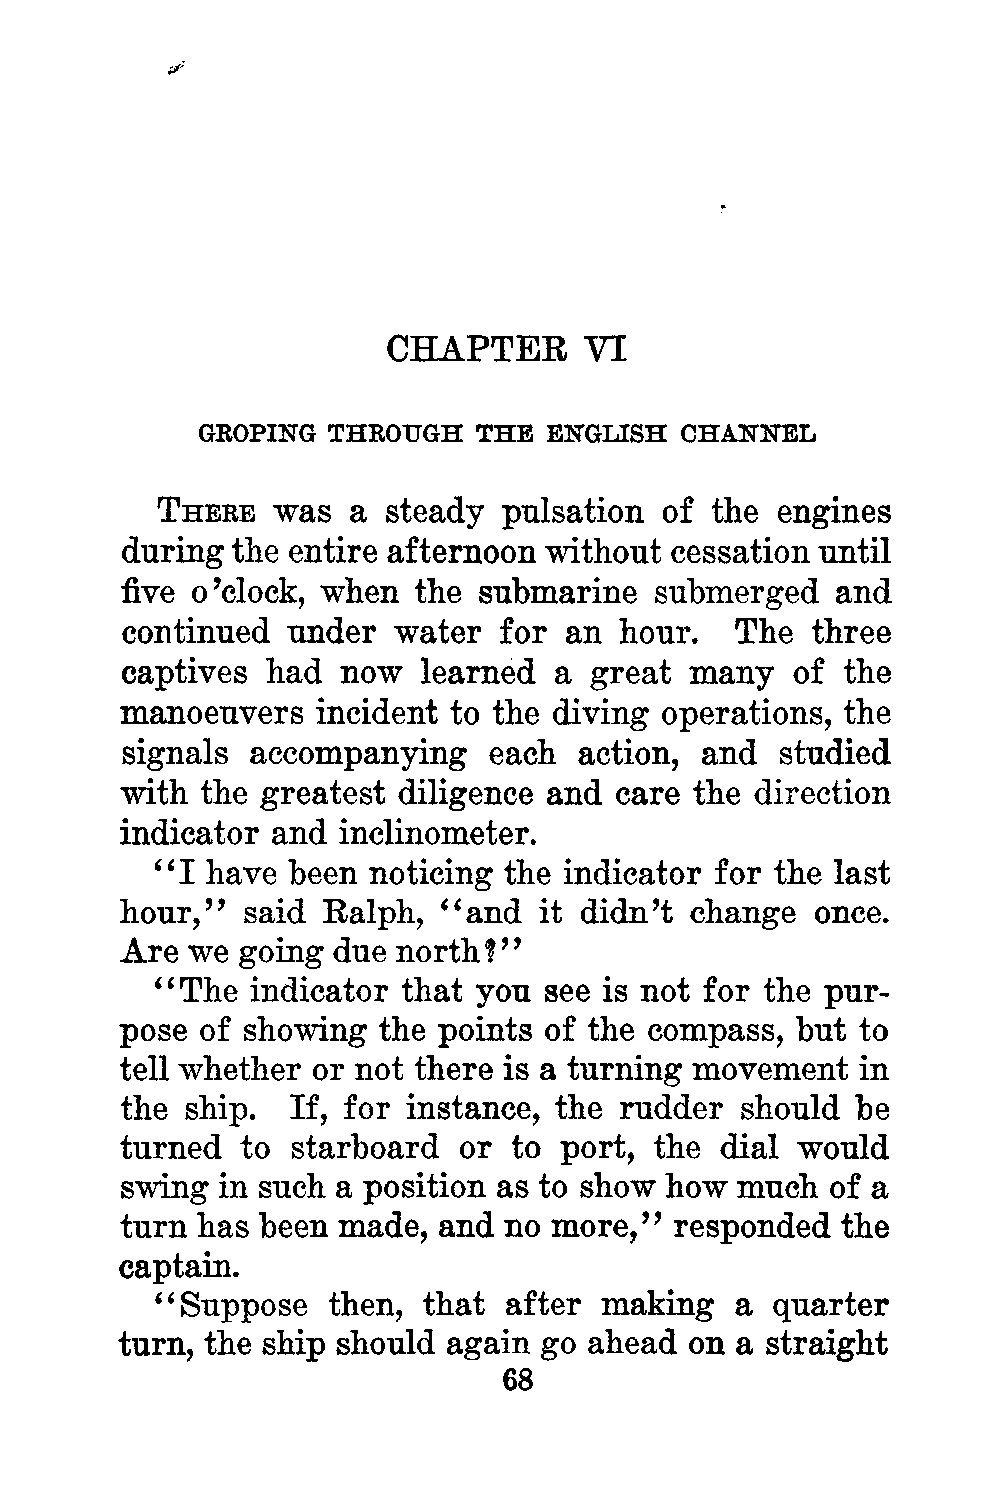 CHAPTER VI
GROPING THROUGH THE ENGLISH CHANNEL
THERE was a steady pulsation of the engines
during the entire afternoon without cessation until
five o'clock, when the submarine submerged and
continued under water for an hour. The three
captives had now learned a great many of the
manoeuvers incident to the diving operations, the
signals accompanying each action, and studied
with the greatest diligence and care the direction
indicator and inclinometer.
"I have been noticing the indicator for the last
hour," said Ralph, "and it didn't change once.
Are we going due north?"
"The indicator that you see is not for the pur-
pose of showing the points of the compass, but to
tell whether or not there is a turning movement in
the ship. If, for instance, the rudder should be
turned to starboard or to port, the dial would
swing in such a position as to show how much of a
turn has been made, and no more," responded the
captain.
"Suppose then, that after making a quarter
turn, the ship should again go ahead on a straight
68